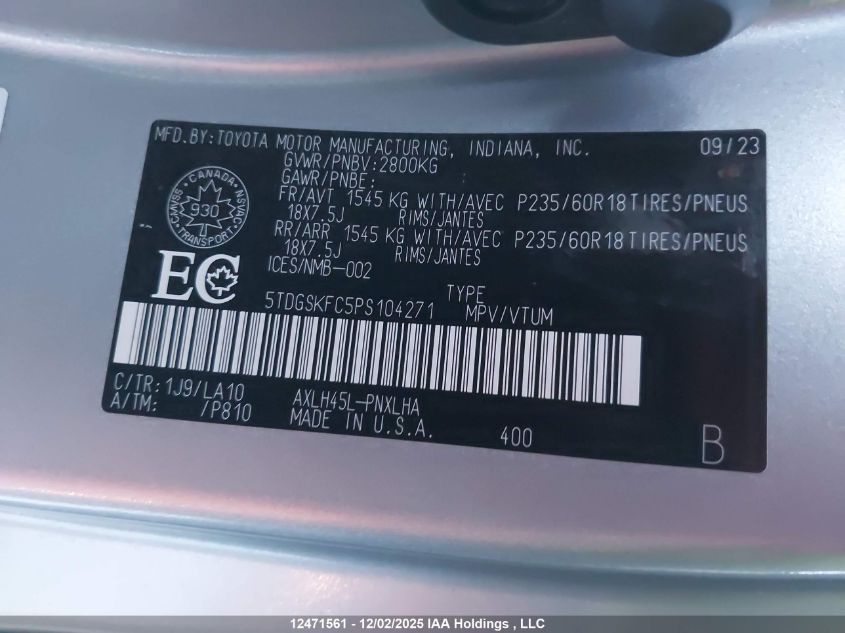 MFD.BY:TOYOTA MOTOR MANUFACTURING, INDIANA, INC. 09/23
GVWR/PNBV:2800KG
GAWR/PNBE:
FR/AVT 1545 KG WITH/AVEC P235/60R18TIRES/PNEUS
18X7.5J RIMS/JANTES
RR/ARR 1545 KG WITH/AVEC P235/60R18TIRES/PNEUS
18X7.5J RIMS/JANTES
ICES/NMB-002
CANADA
CMVSS 930 NSVAC
TRANSPORT
EC
TYPE
5TDGSKFC5PS104271 MPV/VTUM
C/TR:1J9/LA10 AXLH45L-PNXLHA
A/TM: /P810 MADE IN U.S.A. 400 B
12471561 - 12/02/2025 IAA Holdings , LLC